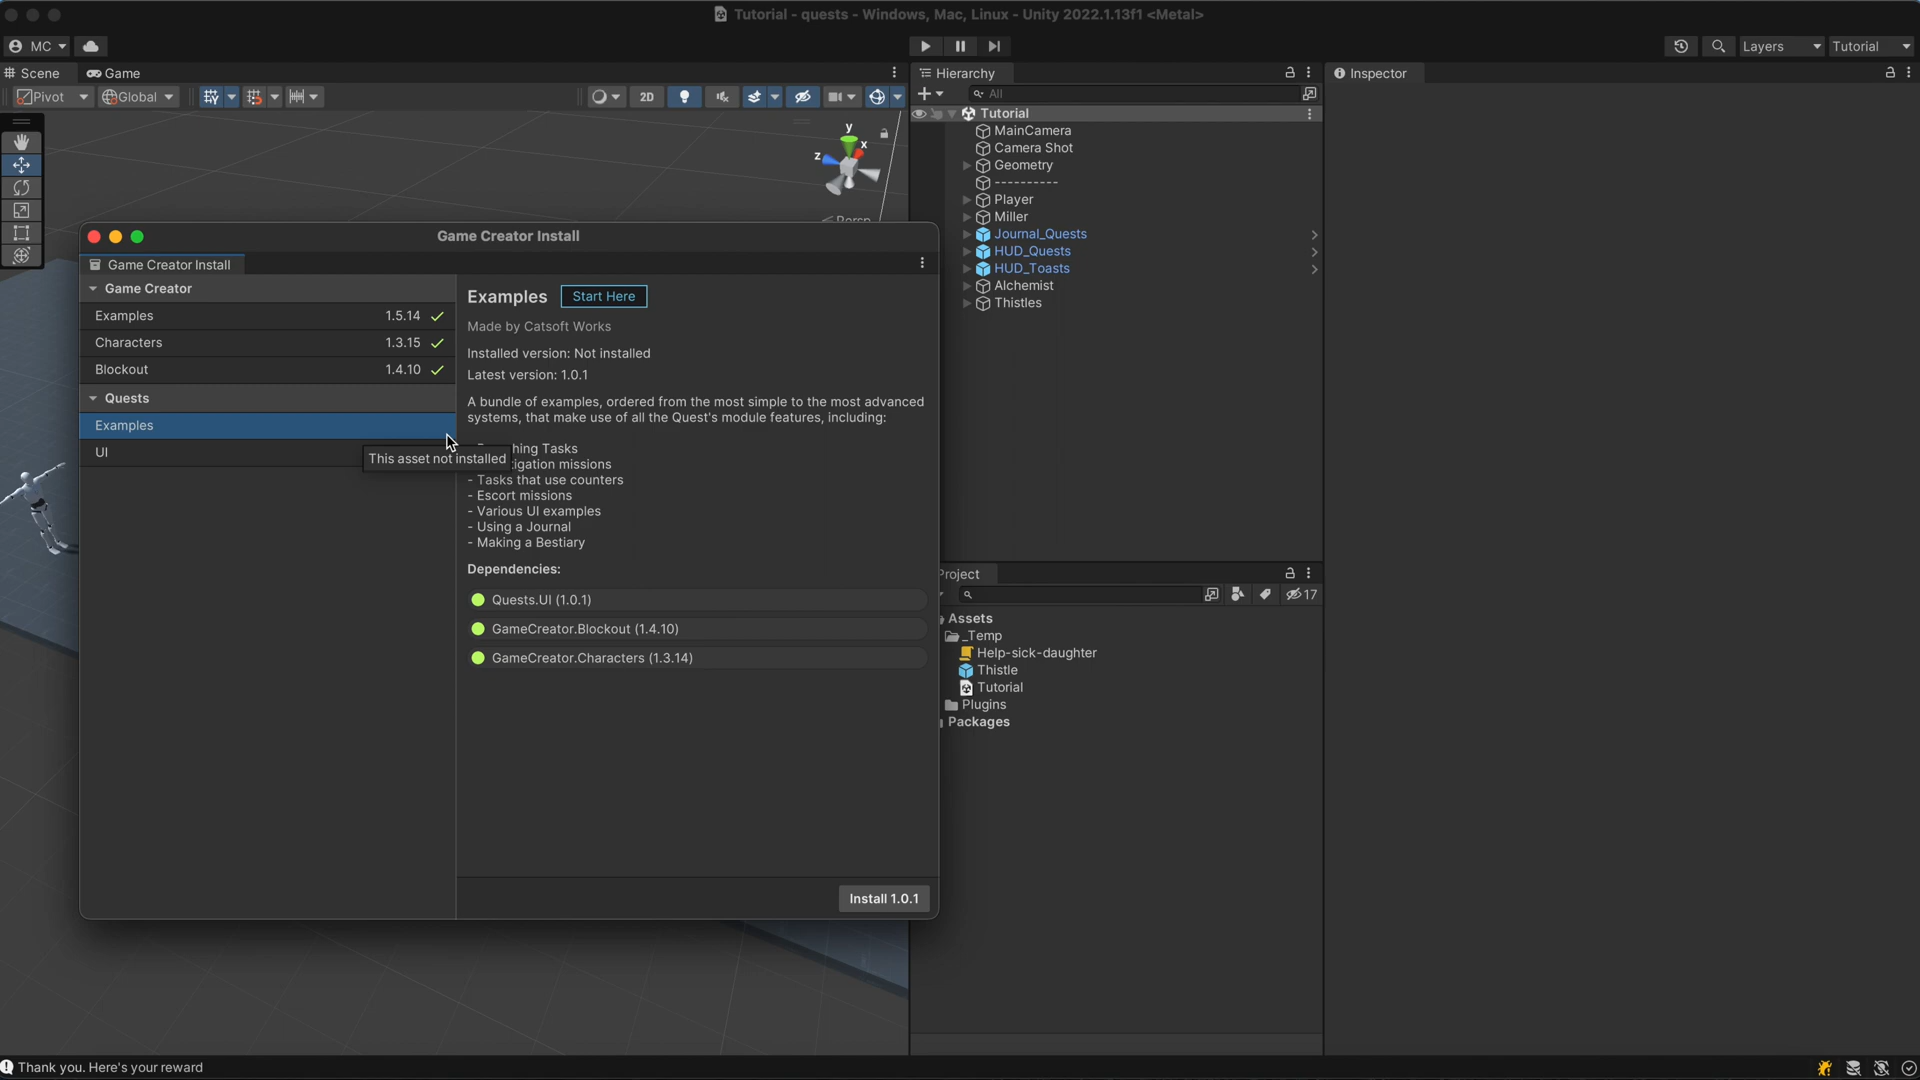 Tutorial - quests - Windows, Mac, Linux - Unity 2022.1.13f1 <Metal>
MC
Layers
Tutorial
Scene
Game
Pivot
Global
2D
y
x
z
Persp
Hierarchy
All
Tutorial
MainCamera
Camera Shot
Geometry
----------
Player
Miller
Journal_Quests
HUD_Quests
HUD_Toasts
Alchemist
Thistles
Inspector
Game Creator Install
Game Creator Install
Game Creator
Examples 1.5.14
Characters 1.3.15
Blockout 1.4.10
Quests
Examples
UI
This asset not installed
Examples Start Here
Made by Catsoft Works
Installed version: Not installed
Latest version: 1.0.1
A bundle of examples, ordered from the most simple to the most advanced
systems, that make use of all the Quest's module features, including:
hing Tasks
igation missions
- Tasks that use counters
- Escort missions
- Various UI examples
- Using a Journal
- Making a Bestiary
Dependencies:
Quests.UI (1.0.1)
GameCreator.Blockout (1.4.10)
GameCreator.Characters (1.3.14)
Install 1.0.1
Project
17
Assets
_Temp
Help-sick-daughter
Thistle
Tutorial
Plugins
Packages
Thank you. Here's your reward